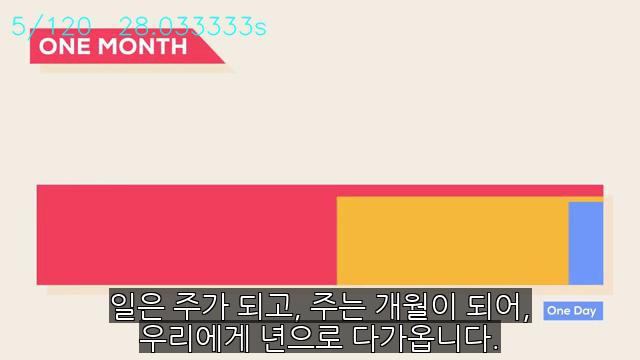 5/120 28.033333s
ONE MONTH
One Day
일은 주가 되고, 주는 개월이 되어,
우리에게 년으로 다가옵니다.